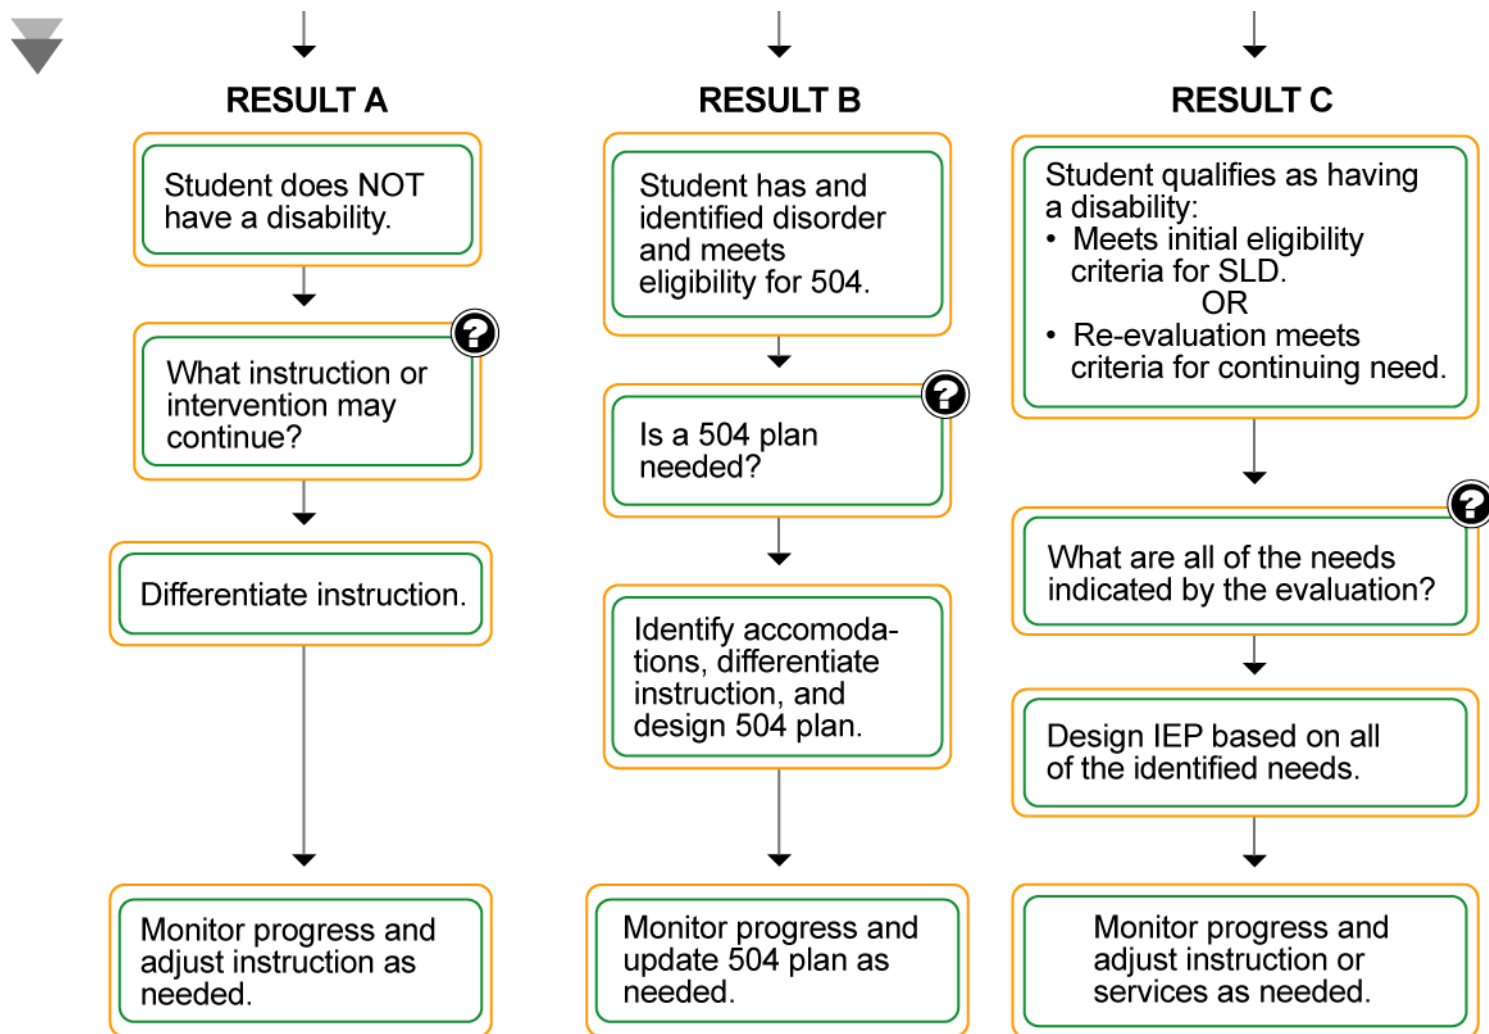 RESULT A
Student does NOT
have a disability.
?
What instruction or
intervention may
continue?
Differentiate instruction.
Monitor progress and
adjust instruction as
needed.
RESULT B
Student has and
identified disorder
and meets
eligibility for 504.
?
Is a 504 plan
needed?
Identify accomoda-
tions, differentiate
instruction, and
design 504 plan.
Monitor progress and
update 504 plan as
needed.
RESULT C
Student qualifies as having
a disability:
• Meets initial eligibility
criteria for SLD.
OR
• Re-evaluation meets
criteria for continuing need.
?
What are all of the needs
indicated by the evaluation?
Design IEP based on all
of the identified needs.
Monitor progress and
adjust instruction or
services as needed.